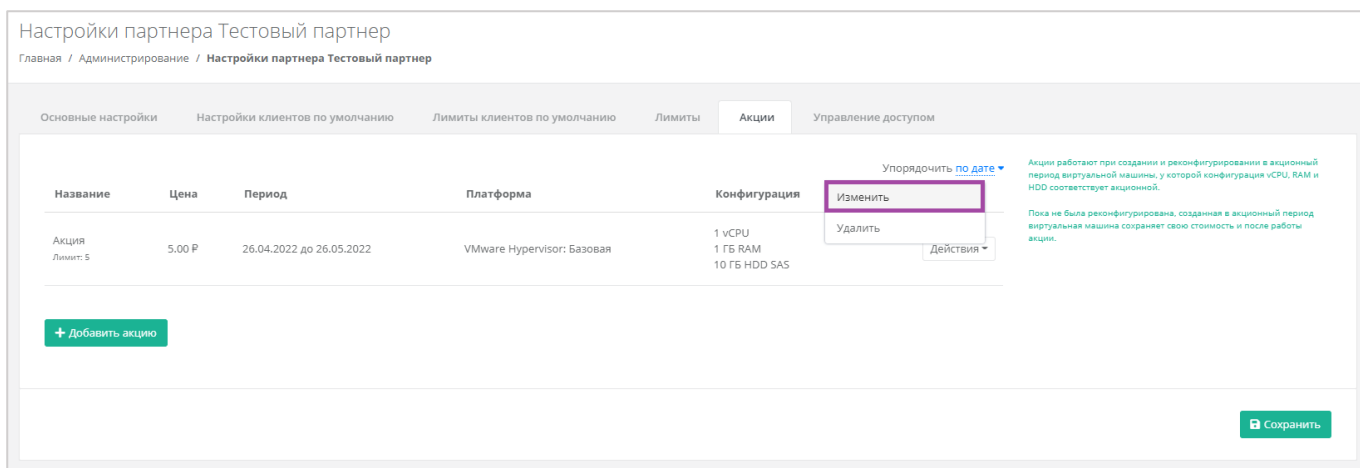 Настройки партнера Тестовый партнер
Главная / Администрирование / Настройки партнера Тестовый партнер
Основные настройки Настройки клиентов по умолчанию Лимиты клиентов по умолчанию Лимиты Акции Управление доступом
Упорядочить по дате
Название Цена Период Платформа Конфигурация
Изменить
Удалить
Акция
Лимит: 5
5.00 ₽
26.04.2022 до 26.05.2022
VMware Hypervisor: Базовая
1 vCPU
1 ГБ RAM
10 ГБ HDD SAS
Действия
Акции работают при создании и реконфигурировании в акционный
период виртуальной машины, у которой конфигурация vCPU, RAM и
HDD соответствует акционной.
Пока не была реконфигурирована, созданная в акционный период
виртуальная машина сохраняет свою стоимость и после работы
акции.
+ Добавить акцию
Сохранить